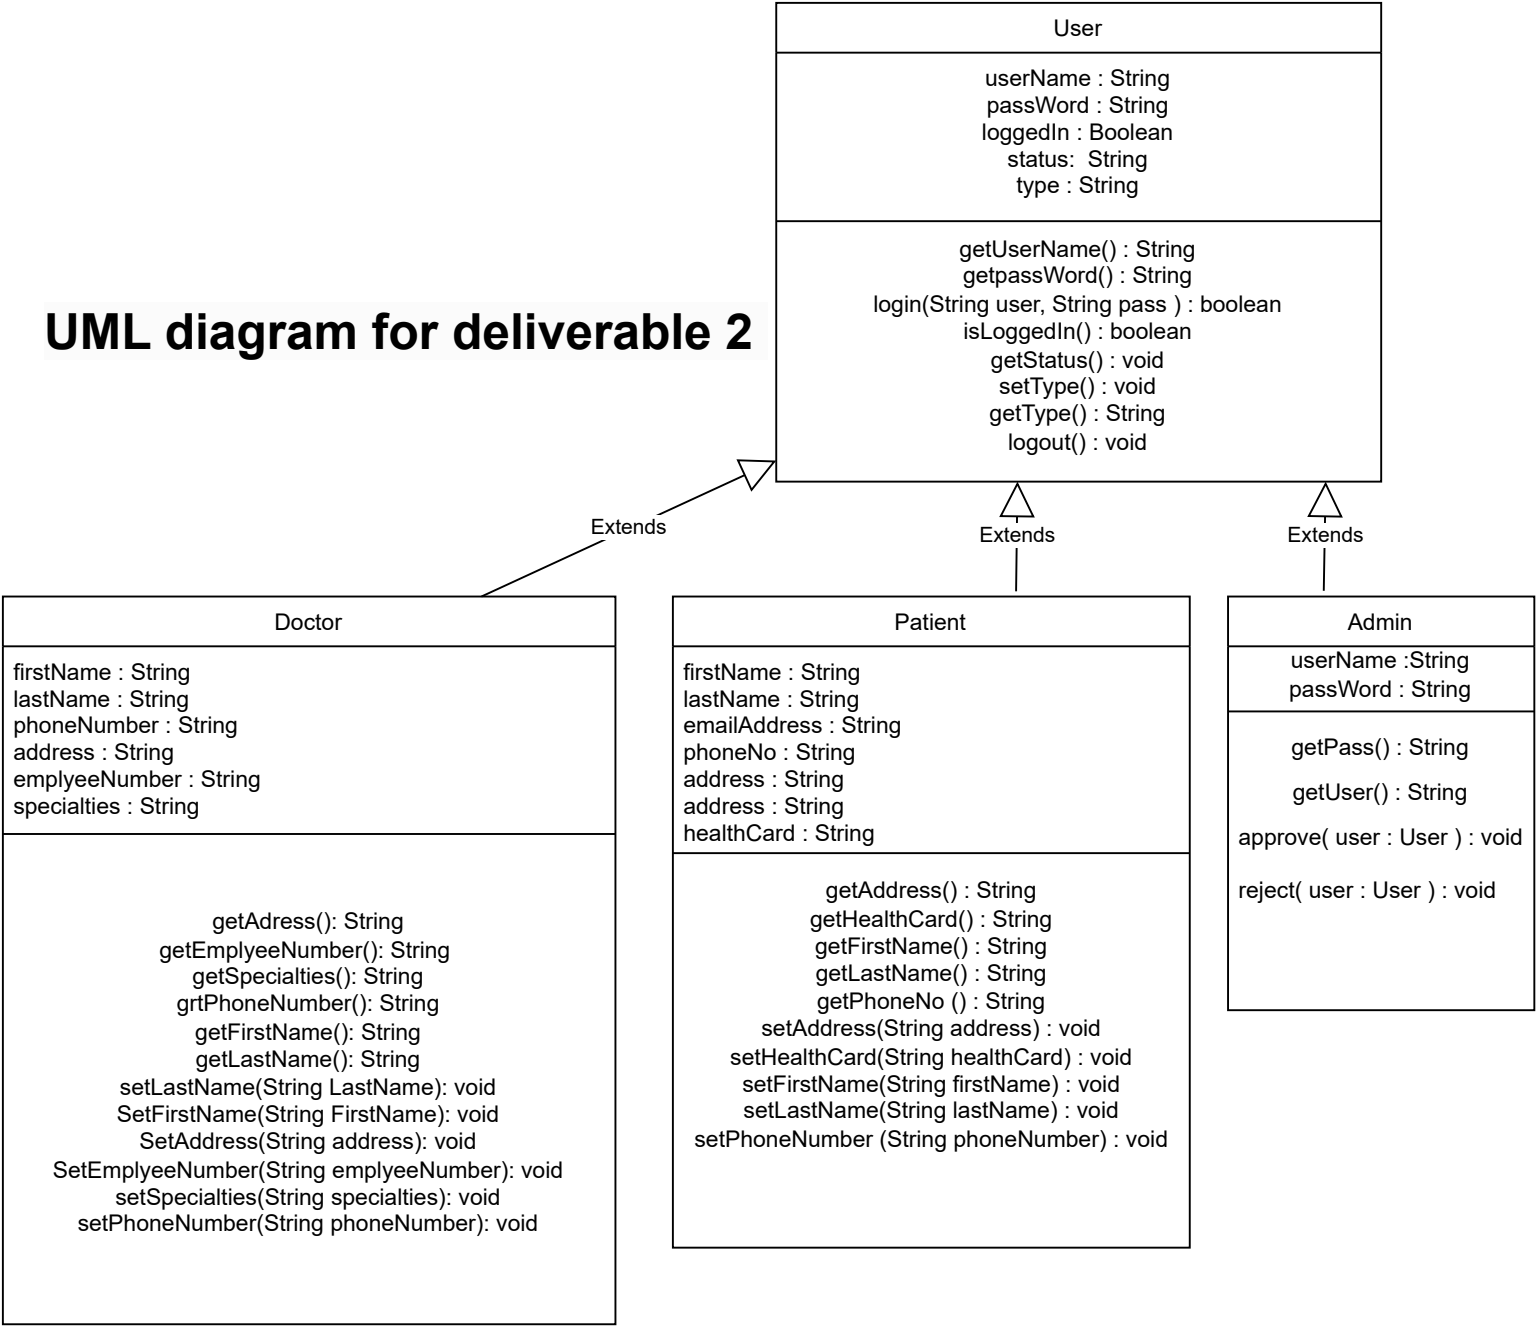 User
userName : String
passWord : String
loggedIn : Boolean
status:  String
type : String
getUserName() : String
getpassWord() : String
login(String user, String pass ) : boolean
isLoggedIn() : boolean
getStatus() : void
setType() : void
getType() : String
logout() : void
UML diagram for deliverable 2
Extends
Extends
Extends
Doctor
firstName : String
lastName : String
phoneNumber : String
address : String
emplyeeNumber : String
specialties : String
getAdress(): String
getEmplyeeNumber(): String
getSpecialties(): String
grtPhoneNumber(): String
getFirstName(): String
getLastName(): String
setLastName(String LastName): void
SetFirstName(String FirstName): void
SetAddress(String address): void
SetEmplyeeNumber(String emplyeeNumber): void
setSpecialties(String specialties): void
setPhoneNumber(String phoneNumber): void
Patient
firstName : String
lastName : String
emailAddress : String
phoneNo : String
address : String
address : String
healthCard : String
getAddress() : String
getHealthCard() : String
getFirstName() : String
getLastName() : String
getPhoneNo () : String
setAddress(String address) : void
setHealthCard(String healthCard) : void
setFirstName(String firstName) : void
setLastName(String lastName) : void
setPhoneNumber (String phoneNumber) : void
Admin
userName :String
passWord : String
getPass() : String
getUser() : String
approve( user : User ) : void
reject( user : User ) : void